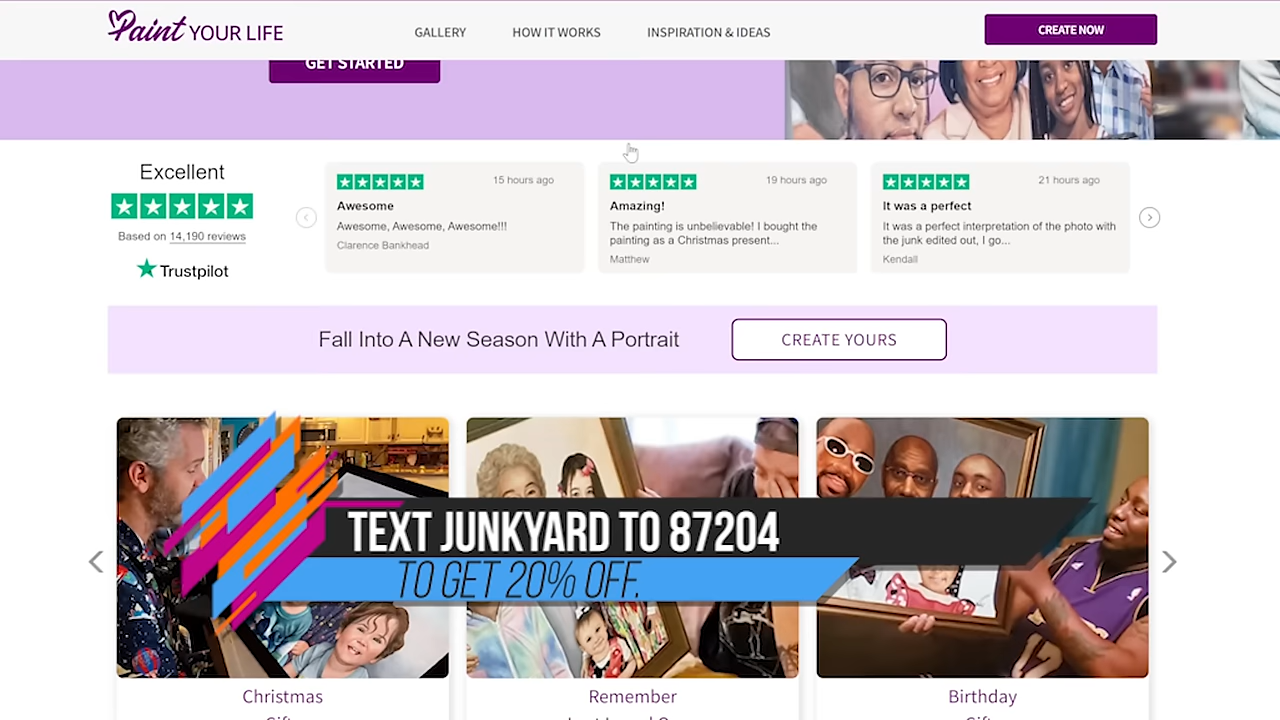 Paint YOUR LIFE
GALLERY
HOW IT WORKS
INSPIRATION & IDEAS
CREATE NOW
GET STARTED
Excellent
Based on 14,190 reviews
Trustpilot
15 hours ago
Awesome
Awesome, Awesome, Awesome!!!
Clarence Bankhead
19 hours ago
Amazing!
The painting is unbelievable! I bought the
painting as a Christmas present...
Matthew
21 hours ago
It was a perfect
It was a perfect interpretation of the photo with
the junk edited out, I go...
Kendall
Fall Into A New Season With A Portrait
CREATE YOURS
TEXT JUNKYARD TO 87204
TO GET 20% OFF.
Christmas
Remember
Birthday